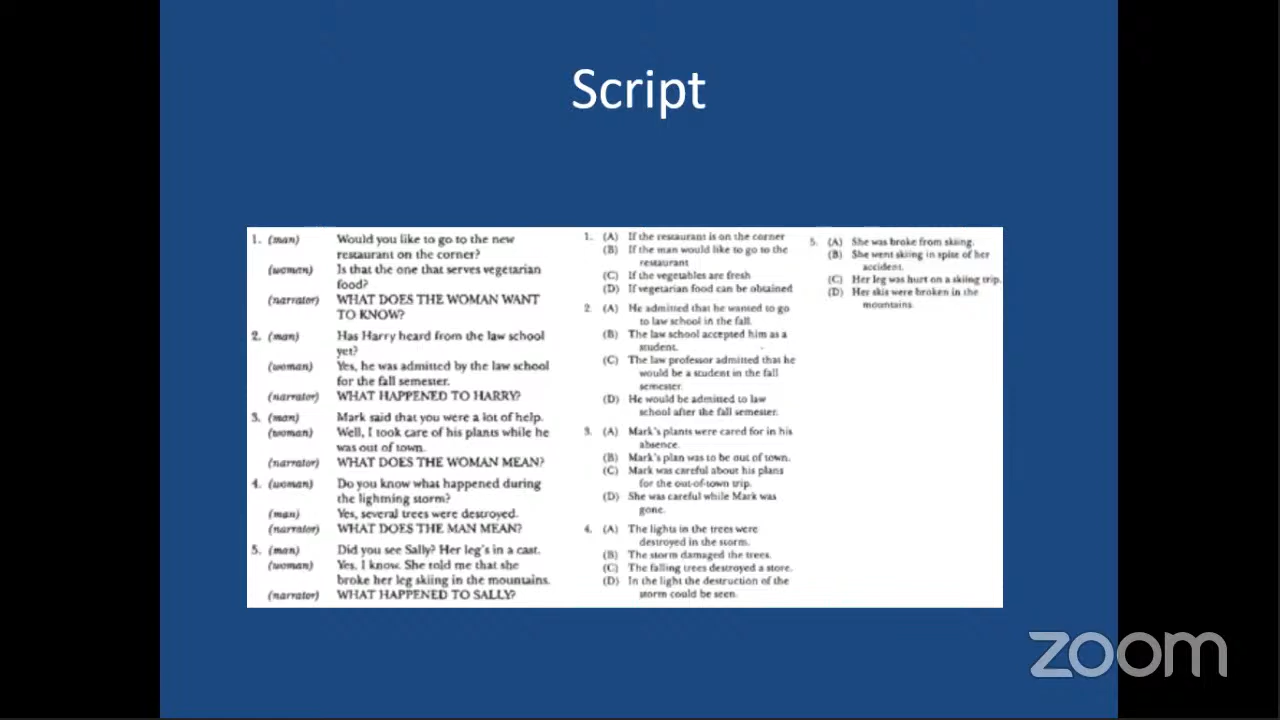 Script
1. (man) Would you like to go to the new
restaurant on the corner?
(woman) Is that the one that serves vegetarian
food?
(narrator) WHAT DOES THE WOMAN WANT
TO KNOW?
2. (man) Has Harry heard from the law school
yet?
(woman) Yes, he was admitted by the law school
for the fall semester.
(narrator) WHAT HAPPENED TO HARRY?
3. (man) Mark said that you were a lot of help.
(woman) Well, I took care of his plants while he
was out of town.
(narrator) WHAT DOES THE WOMAN MEAN?
4. (woman) Do you know what happened during
the lightning storm?
(man) Yes, several trees were destroyed.
(narrator) WHAT DOES THE MAN MEAN?
5. (man) Did you see Sally? Her leg's in a cast.
(woman) Yes, I know. She told me that she
broke her leg skiing in the mountains.
(narrator) WHAT HAPPENED TO SALLY?
1. (A) If the restaurant is on the corner
(B) If the man would like to go to the
restaurant
(C) If the vegetables are fresh
(D) If vegetarian food can be obtained
2. (A) He admitted that he wanted to go
to law school in the fall.
(B) The law school accepted him as a
student.
(C) The law professor admitted that he
would be a student in the fall
semester.
(D) He would be admitted to law
school after the fall semester.
3. (A) Mark's plants were cared for in his
absence.
(B) Mark's plan was to be out of town.
(C) Mark was careful about his plans
for the out-of-town trip.
(D) She was careful while Mark was
gone.
4. (A) The lights in the trees were
destroyed in the storm.
(B) The storm damaged the trees.
(C) The falling trees destroyed a store.
(D) In the light the destruction of the
storm could be seen.
5. (A) She was broke from skiing.
(B) She went skiing in spite of her
accident.
(C) Her leg was hurt on a skiing trip.
(D) Her skis were broken in the
mountains.
zoom